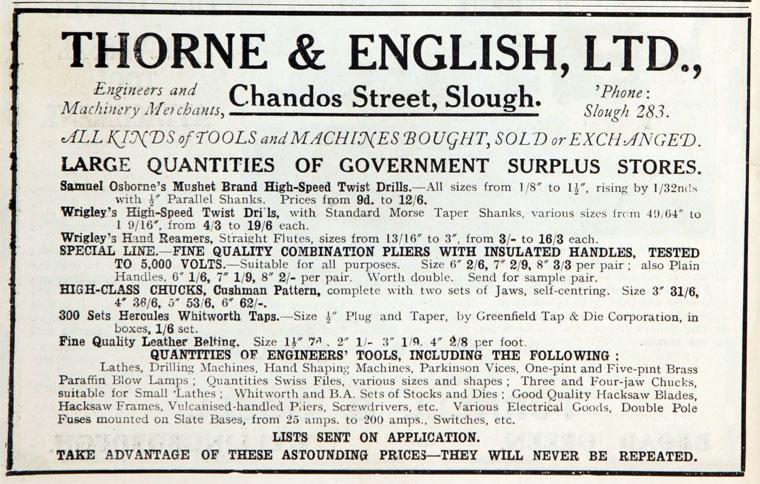 THORNE & ENGLISH, LTD.,
Engineers and
Machinery Merchants,
Chandos Street, Slough.
'Phone:
Slough 283.
ALL KINDS of TOOLS and MACHINES BOUGHT, SOLD or EXCHANGED.
LARGE QUANTITIES OF GOVERNMENT SURPLUS STORES.
Samuel Osborne's Mushet Brand High-Speed Twist Drills.—All sizes from 1/8″ to 1½″, rising by 1/32nds
with ½″ Parallel Shanks. Prices from 9d. to 12/6.
Wrigley's High-Speed Twist Drills, with Standard Morse Taper Shanks, various sizes from 49/64″ to
1 9/16″, from 4/3 to 19/6 each.
Wrigley's Hand Reamers, Straight Flutes, sizes from 13/16″ to 3″, from 3/- to 16/3 each.
SPECIAL LINE.—FINE QUALITY COMBINATION PLIERS WITH INSULATED HANDLES, TESTED
TO 5,000 VOLTS.—Suitable for all purposes. Size 6″ 2/6, 7″ 2/9, 8″ 3/3 per pair; also Plain
Handles, 6″ 1/6, 7″ 1/9, 8″ 2/- per pair. Worth double. Send for sample pair.
HIGH-CLASS CHUCKS, Cushman Pattern, complete with two sets of Jaws, self-centring. Size 3″ 31/6,
4″ 36/6, 5″ 53/6, 6″ 62/-.
300 Sets Hercules Whitworth Taps.—Size ½″ Plug and Taper, by Greenfield Tap & Die Corporation, in
boxes, 1/6 set.
Fine Quality Leather Belting. Size 1½″ 7d. 2″ 1/- 3″ 1/9. 4″ 2/8 per foot.
QUANTITIES OF ENGINEERS' TOOLS, INCLUDING THE FOLLOWING:
Lathes, Drilling Machines, Hand Shaping Machines, Parkinson Vices, One-pint and Five-pint Brass
Paraffin Blow Lamps; Quantities Swiss Files, various sizes and shapes; Three and Four-jaw Chucks,
suitable for Small Lathes; Whitworth and B.A. Sets of Stocks and Dies; Good Quality Hacksaw Blades,
Hacksaw Frames, Vulcanised-handled Pliers, Screwdrivers, etc. Various Electrical Goods, Double Pole
Fuses mounted on Slate Bases, from 25 amps. to 200 amps., Switches, etc.
LISTS SENT ON APPLICATION.
TAKE ADVANTAGE OF THESE ASTOUNDING PRICES—THEY WILL NEVER BE REPEATED.